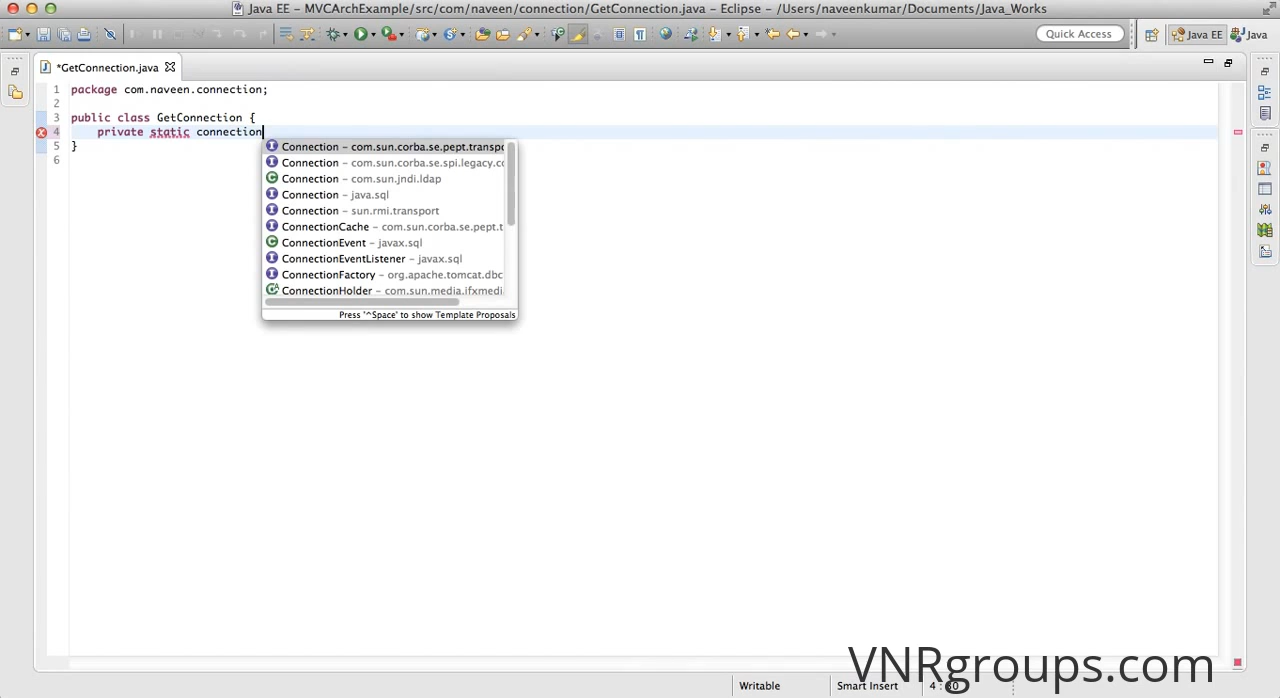 Java EE - MVCArchExample/src/com/naveen/connection/GetConnection.java - Eclipse - /Users/naveenkumar/Documents/Java_Works
Quick Access
Java EE
Java
*GetConnection.java
1 package com.naveen.connection;
2
3 public class GetConnection {
4 private static connection
5 }
6
Connection - com.sun.corba.se.pept.transpo
Connection - com.sun.corba.se.spi.legacy.co
Connection - com.sun.jndi.ldap
Connection - java.sql
Connection - sun.rmi.transport
ConnectionCache - com.sun.corba.se.pept.t
ConnectionEvent - javax.sql
ConnectionEventListener - javax.sql
ConnectionFactory - org.apache.tomcat.dbc
ConnectionHolder - com.sun.media.ifxmedi
Press '^Space' to show Template Proposals
VNRgroups.com
Writable
Smart Insert
4 : 30